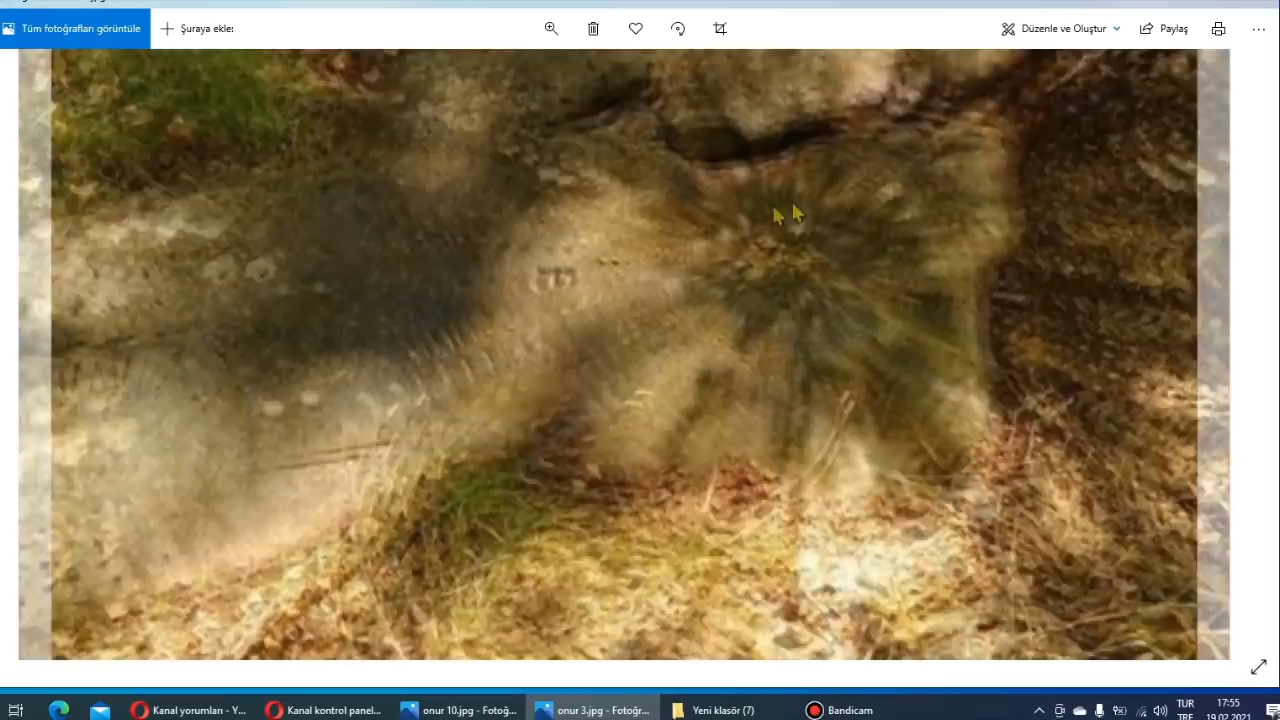 Tüm fotoğrafları görüntüle
Şuraya ekle:
Düzenle ve Oluştur
Paylaş
Kanal yorumları - Y...
Kanal kontrol panel...
onur 10.jpg - Fotoğ...
onur 3.jpg - Fotoğr...
Yeni klasör (7)
Bandicam
TUR
17:55
19.02.2021